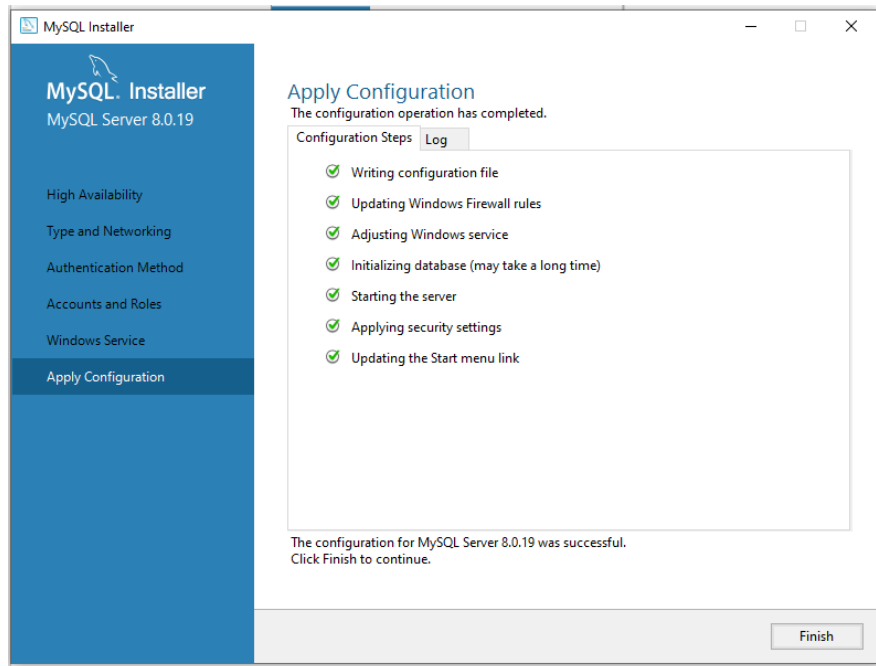 MySQL Installer
MySQL. Installer
MySQL Server 8.0.19
High Availability
Type and Networking
Authentication Method
Accounts and Roles
Windows Service
Apply Configuration
Apply Configuration
The configuration operation has completed.
Configuration Steps Log
Writing configuration file
Updating Windows Firewall rules
Adjusting Windows service
Initializing database (may take a long time)
Starting the server
Applying security settings
Updating the Start menu link
The configuration for MySQL Server 8.0.19 was successful.
Click Finish to continue.
Finish